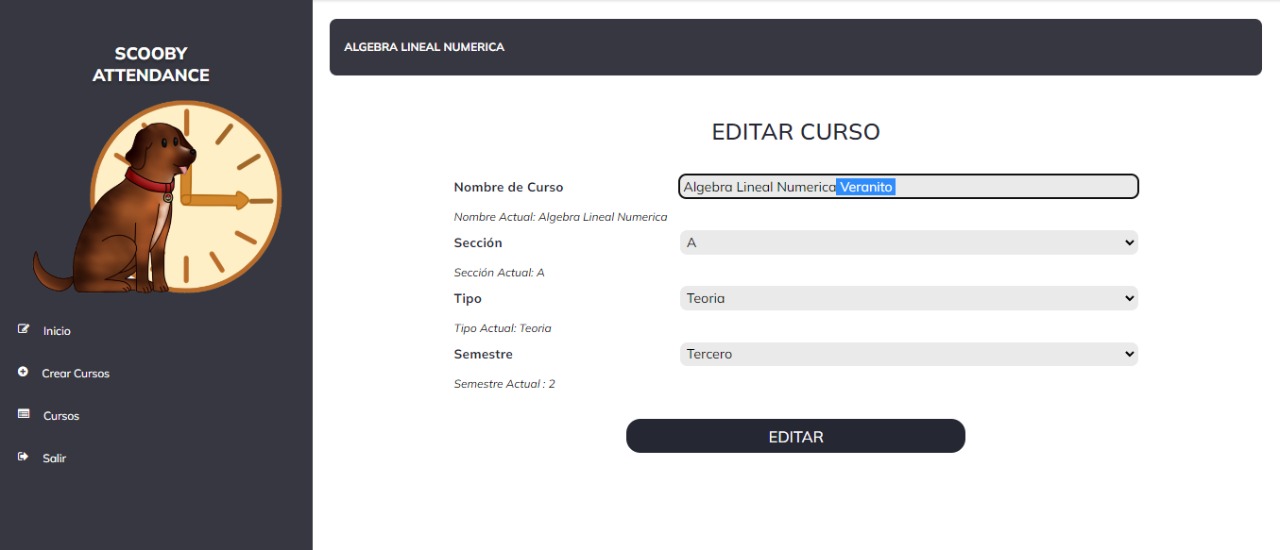 SCOOBY
ATTENDANCE
Inicio
Crear Cursos
Cursos
Salir
ALGEBRA LINEAL NUMERICA
EDITAR CURSO
Nombre de Curso Algebra Lineal Numerica Veranito
Nombre Actual: Algebra Lineal Numerica
Sección A
Sección Actual: A
Tipo Teoria
Tipo Actual: Teoria
Semestre Tercero
Semestre Actual : 2
EDITAR